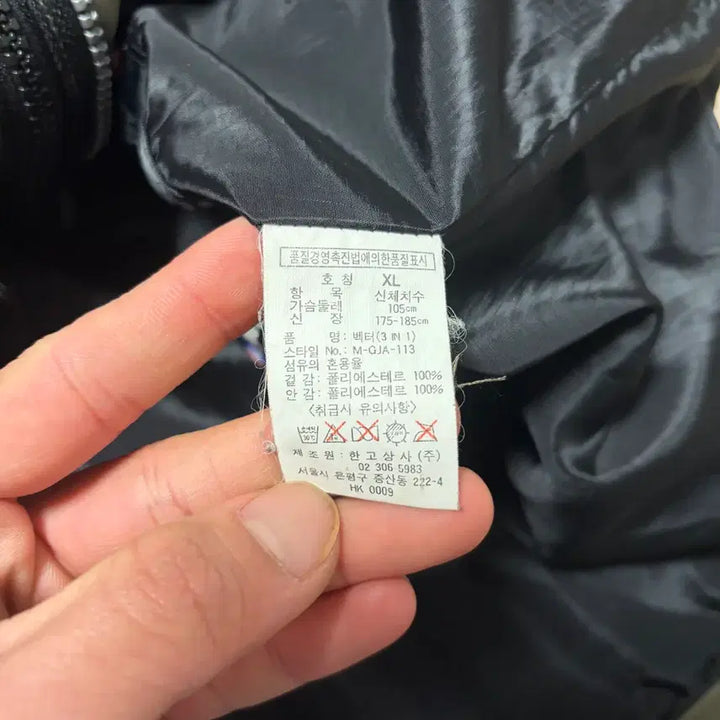 품질경영촉진법에의한품질표시
호칭 XL
항 목 신체치수
가슴둘레 105cm
신 장 175-185cm
품 명: 벡터(3 IN 1)
스타일 No.: M-GJA-113
섬유의 혼용율
겉 감: 폴리에스테르 100%
안 감: 폴리에스테르 100%
<취급시 유의사항>
제조원: 한고상사(주)
02 306 5983
서울시 은평구 증산동 222-4
HK 0009